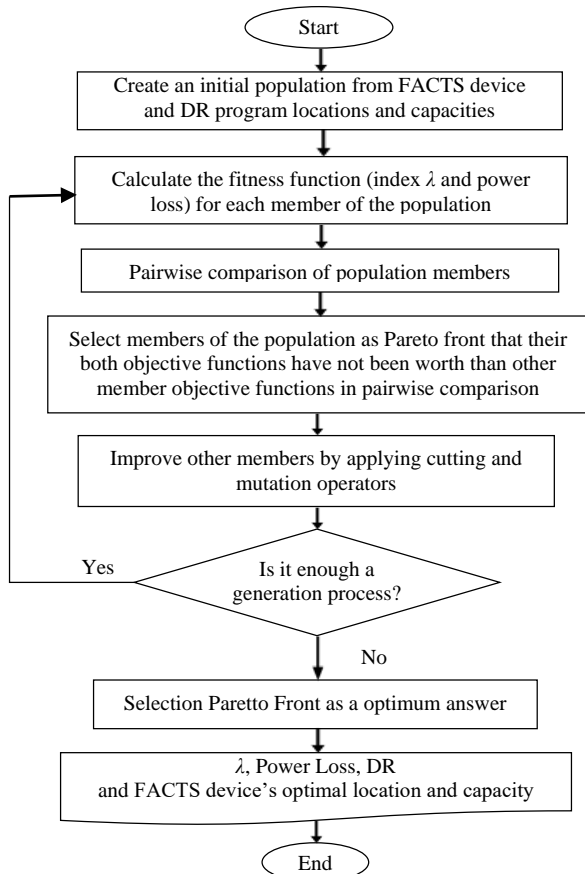 Start
Create an initial population from FACTS device
and DR program locations and capacities
Calculate the fitness function (index λ and power
loss) for each member of the population
Pairwise comparison of population members
Select members of the population as Pareto front that their
both objective functions have not been worth than other
member objective functions in pairwise comparison
Improve other members by applying cutting and
mutation operators
Yes
Is it enough a
generation process?
No
Selection Paretto Front as a optimum answer
λ, Power Loss, DR
and FACTS device's optimal location and capacity
End